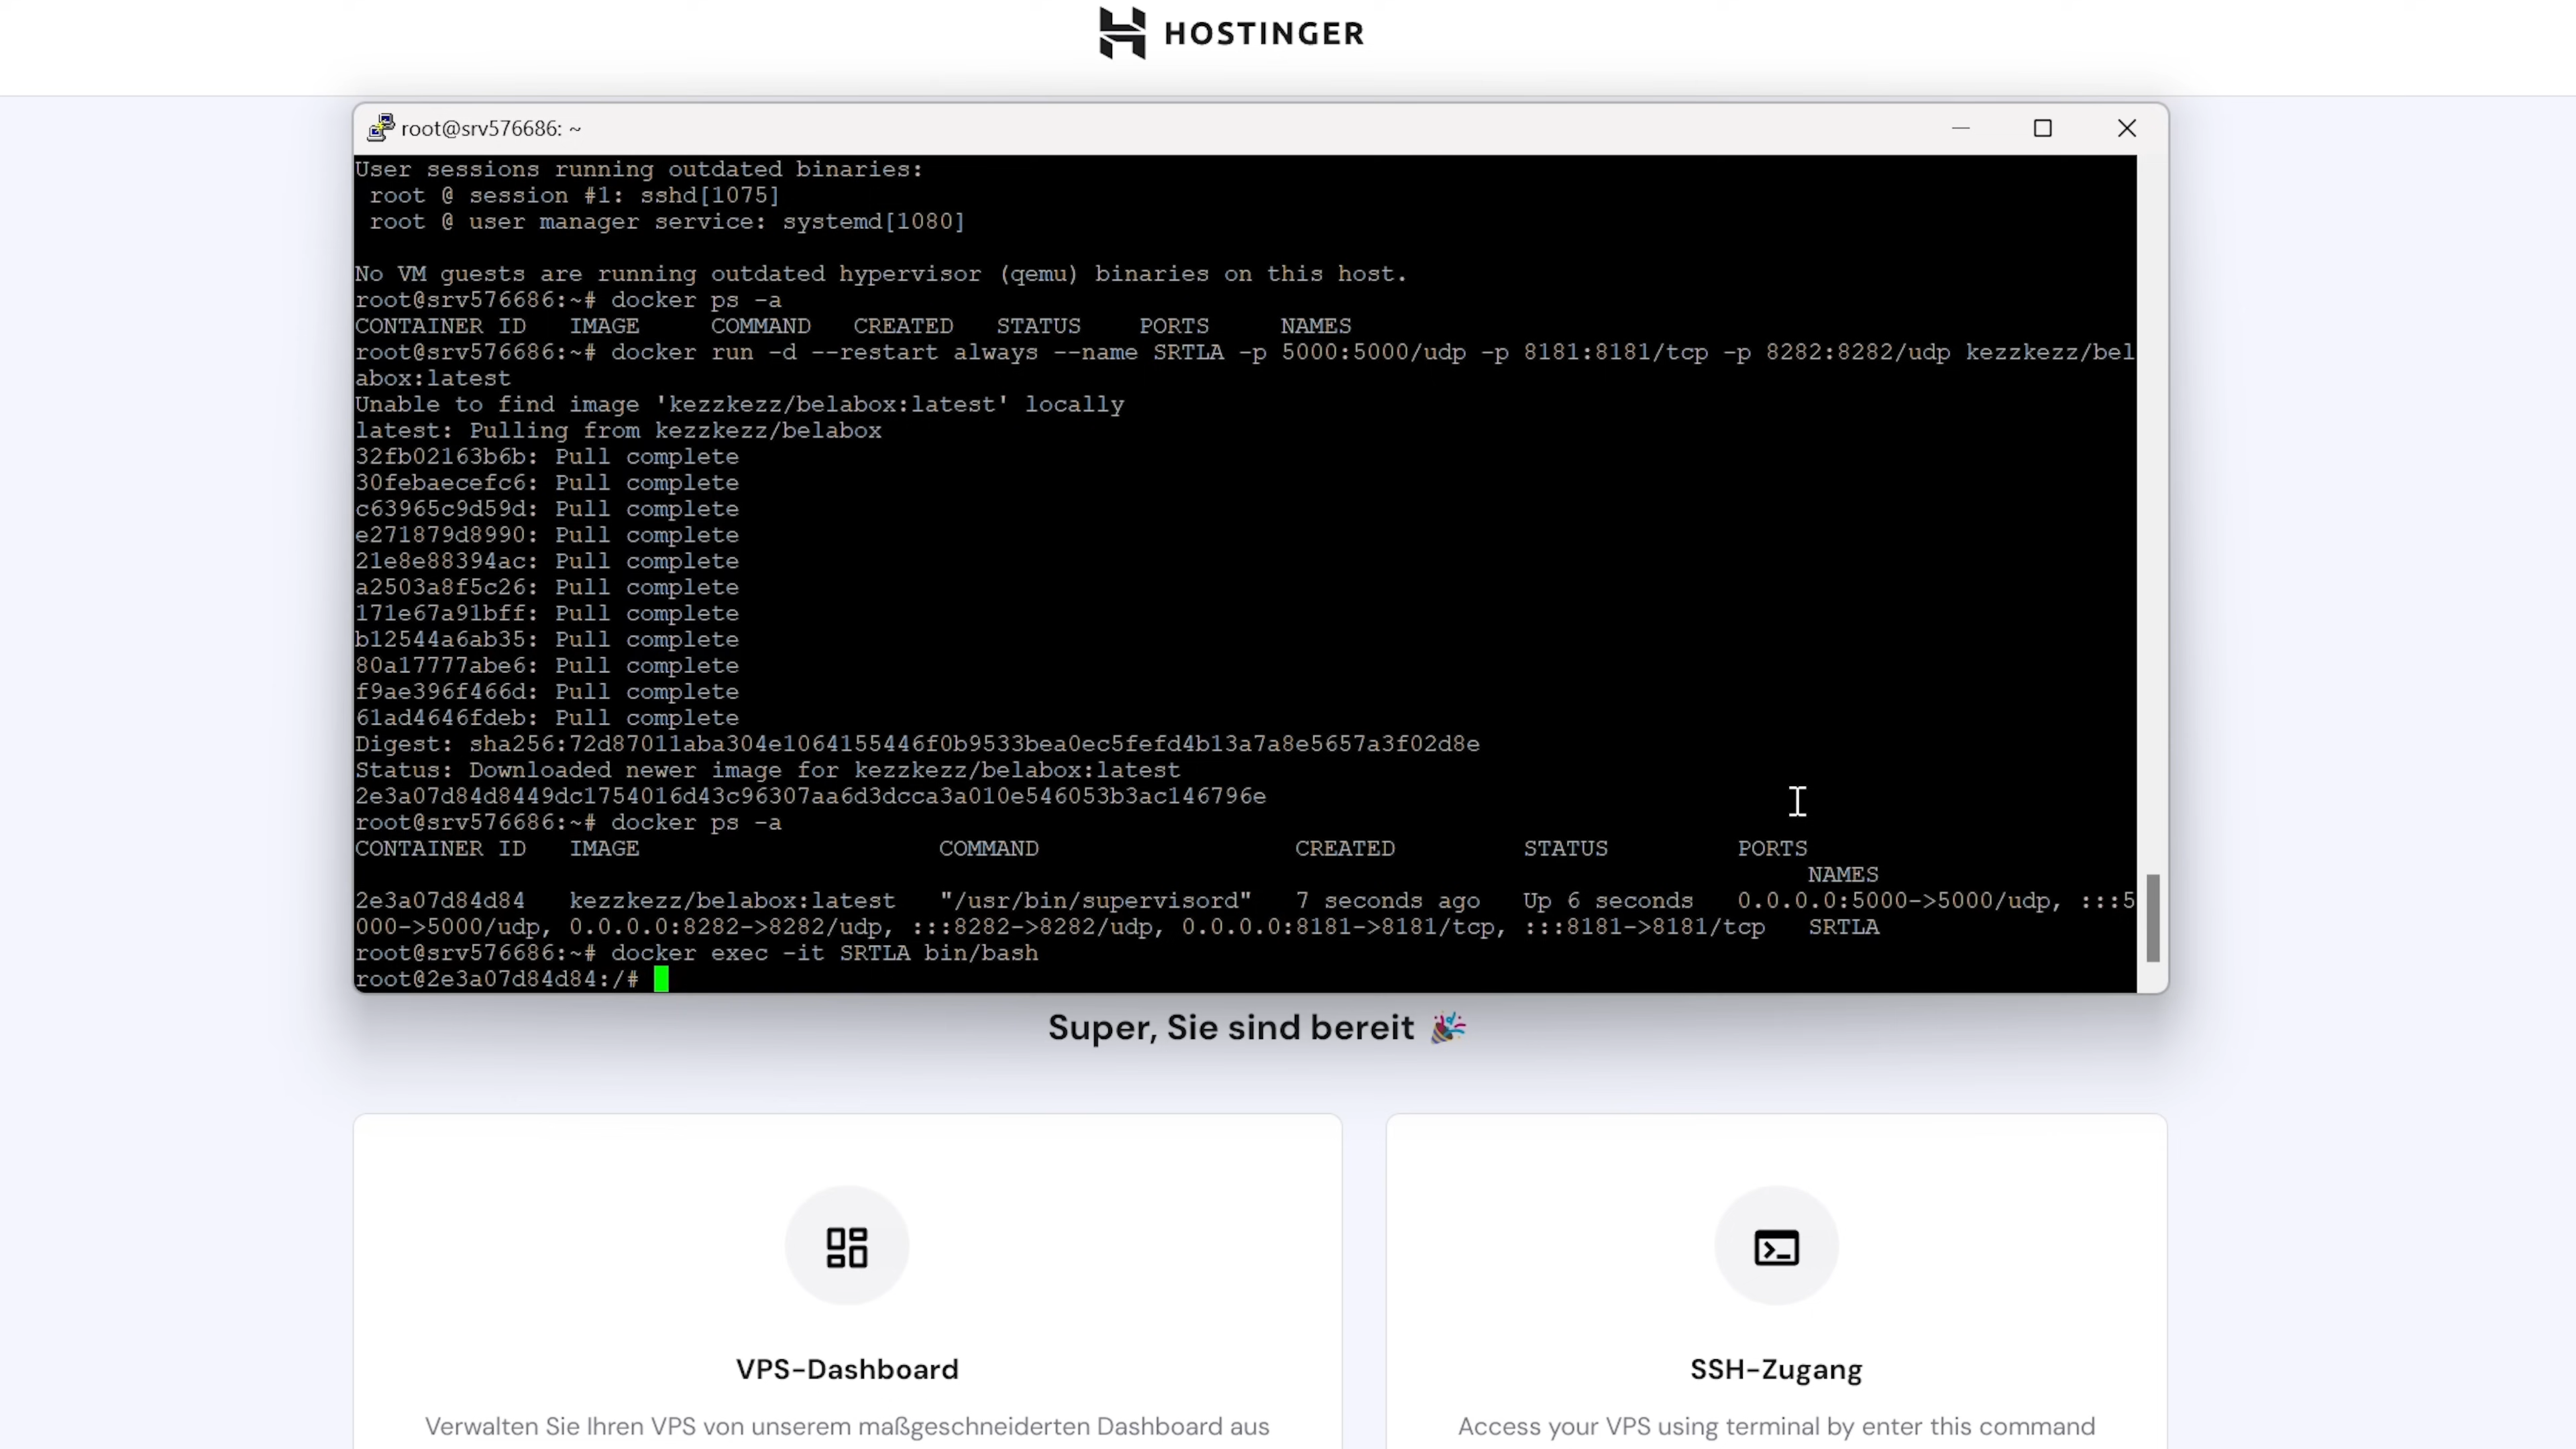 HOSTINGER
root@srv576686: ~
User sessions running outdated binaries:
root @ session #1: sshd[1075]
root @ user manager service: systemd[1080]
No VM guests are running outdated hypervisor (qemu) binaries on this host.
root@srv576686:~# docker ps -a
CONTAINER ID IMAGE COMMAND CREATED STATUS PORTS NAMES
root@srv576686:~# docker run -d --restart always --name SRTLA -p 5000:5000/udp -p 8181:8181/tcp -p 8282:8282/udp kezzkezz/bel
abox:latest
Unable to find image 'kezzkezz/belabox:latest' locally
latest: Pulling from kezzkezz/belabox
32fb02163b6b: Pull complete
30febaecefc6: Pull complete
c63965c9d59d: Pull complete
e271879d8990: Pull complete
21e8e88394ac: Pull complete
a2503a8f5c26: Pull complete
171e67a91bff: Pull complete
b12544a6ab35: Pull complete
80a17777abe6: Pull complete
f9ae396f466d: Pull complete
61ad4646fdeb: Pull complete
Digest: sha256:72d87011aba304e1064155446f0b9533bea0ec5fefd4b13a7a8e5657a3f02d8e
Status: Downloaded newer image for kezzkezz/belabox:latest
2e3a07d84d8449dc1754016d43c96307aa6d3dcca3a010e546053b3ac146796e
root@srv576686:~# docker ps -a
CONTAINER ID IMAGE COMMAND CREATED STATUS PORTS
NAMES
2e3a07d84d84 kezzkezz/belabox:latest "/usr/bin/supervisord" 7 seconds ago Up 6 seconds 0.0.0.0:5000->5000/udp, :::5
000->5000/udp, 0.0.0.0:8282->8282/udp, :::8282->8282/udp, 0.0.0.0:8181->8181/tcp, :::8181->8181/tcp SRTLA
root@srv576686:~# docker exec -it SRTLA bin/bash
root@2e3a07d84d84:/#
Super, Sie sind bereit 🎉
VPS-Dashboard
Verwalten Sie Ihren VPS von unserem maßgeschneiderten Dashboard aus
SSH-Zugang
Access your VPS using terminal by enter this command